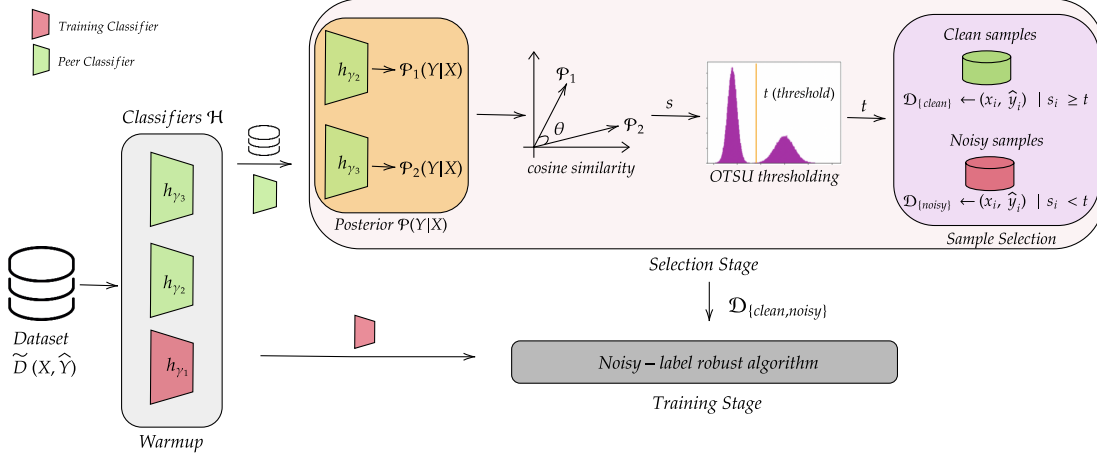 Training Classifier
Peer Classifier
Classifiers ℋ
h_γ3
h_γ2
h_γ1
Warmup
Dataset
D̃ (X, Ŷ)
h_γ2 → 𝒫1(Y|X)
h_γ3 → 𝒫2(Y|X)
Posterior 𝒫(Y|X)
𝒫1
θ
𝒫2
cosine similarity
s
t (threshold)
OTSU thresholding
t
Clean samples
𝒟{clean} ← (xi, ŷi) | si ≥ t
Noisy samples
𝒟{noisy} ← (xi, ŷi) | si < t
Sample Selection
Selection Stage
𝒟{clean,noisy}
Noisy−label robust algorithm
Training Stage